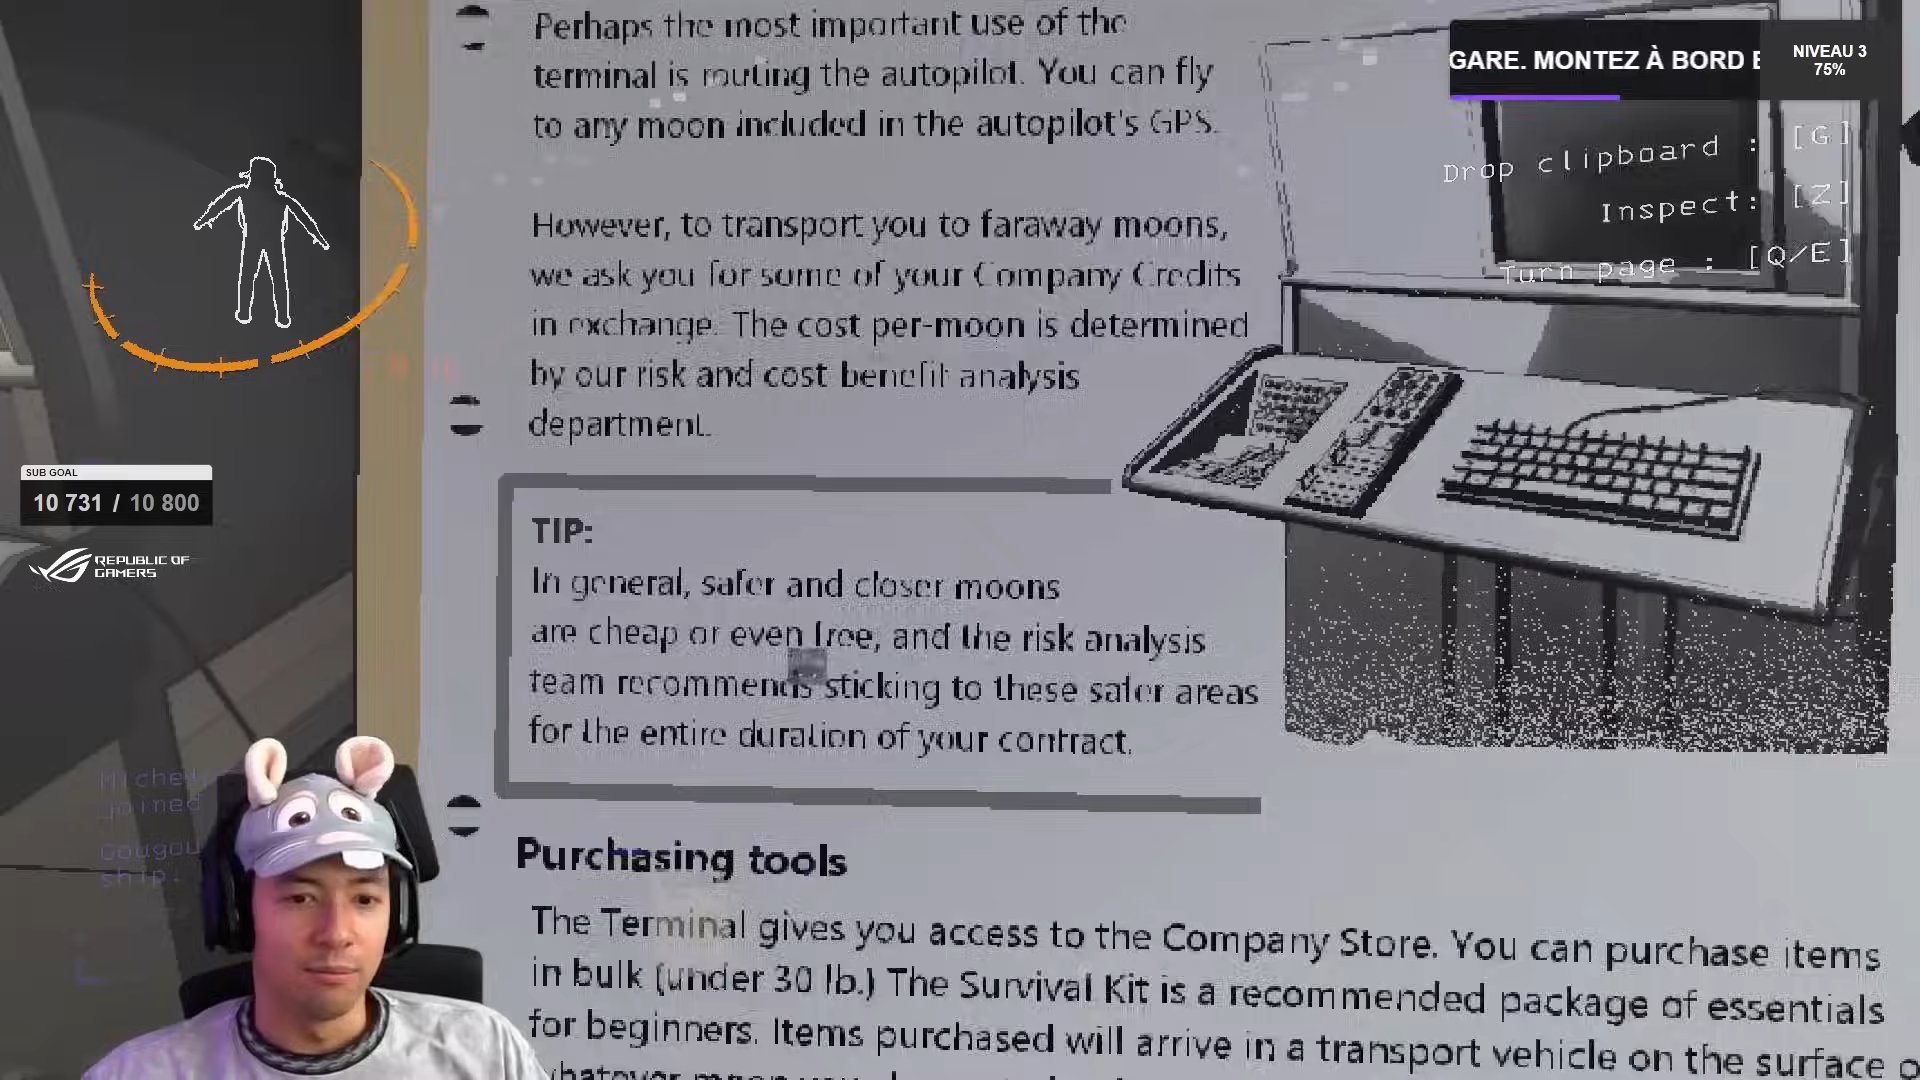 Perhaps the most important use of the
terminal is routing the autopilot. You can fly
to any moon included in the autopilot's GPS.
However, to transport you to faraway moons,
we ask you for some of your Company Credits
in exchange. The cost per-moon is determined
by our risk and cost benefit analysis
department.
TIP:
In general, safer and closer moons
are cheap or even free, and the risk analysis
team recommends sticking to these safer areas
for the entire duration of your contract.
Purchasing tools
The Terminal gives you access to the Company Store. You can purchase items
in bulk (under 30 lb.) The Survival Kit is a recommended package of essentials
for beginners. Items purchased will arrive in a transport vehicle on the surface
GARE. MONTEZ À BORD
NIVEAU 3
75%
Drop clipboard : [G]
Inspect: [Z]
Turn page : [Q/E]
SUB GOAL
10 731 / 10 800
REPUBLIC OF
GAMERS
joined
Gougou
ship.